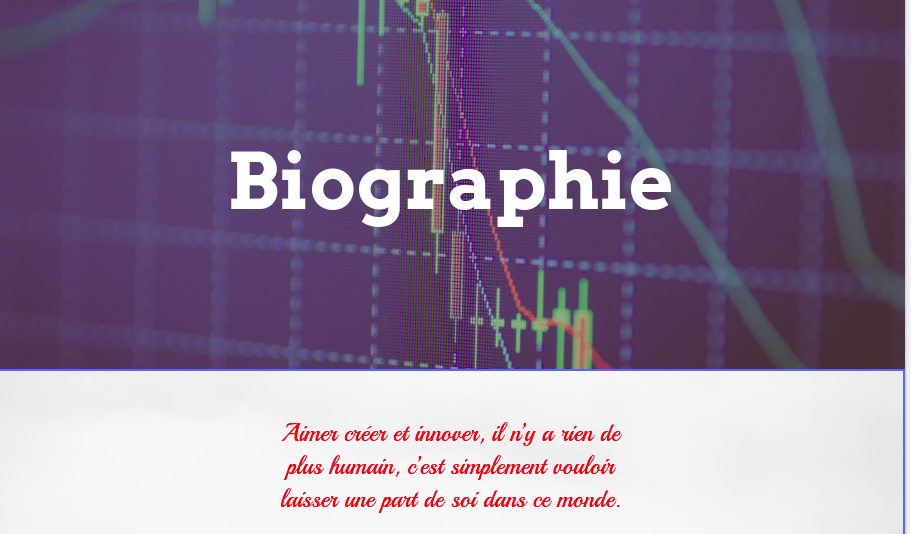 Biographie
Aimer créer et innover, il n'y a rien de
plus humain, c'est simplement vouloir
laisser une part de soi dans ce monde.